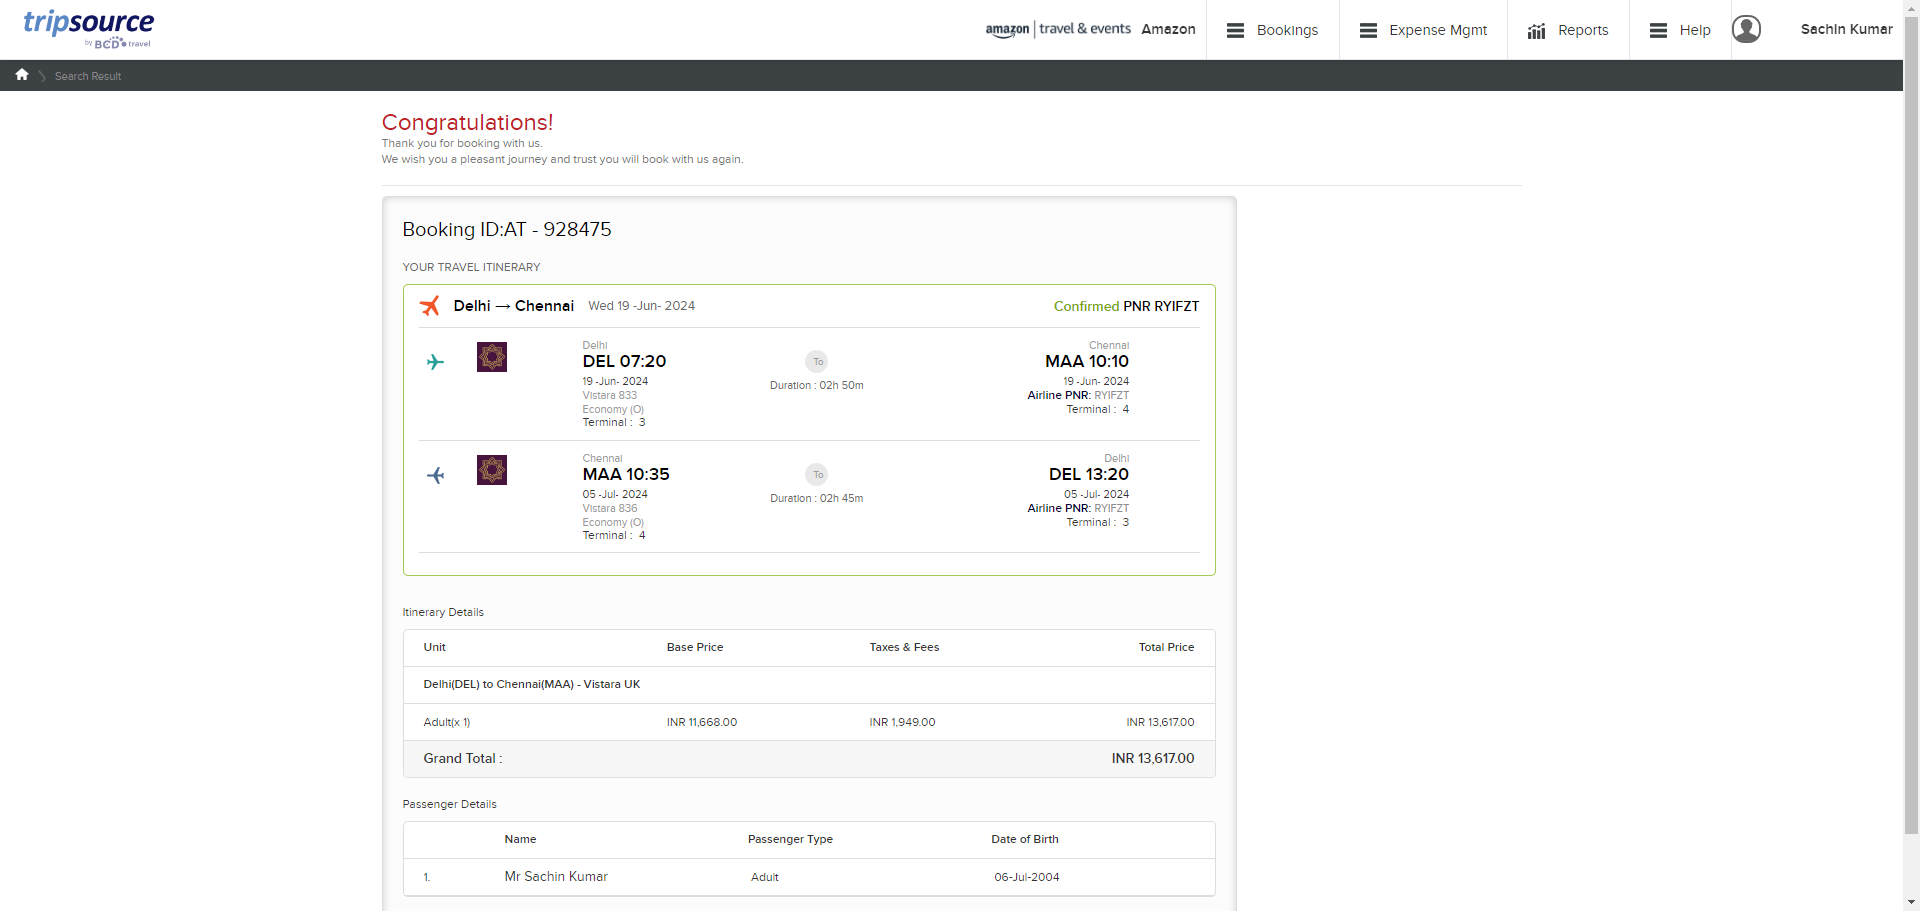 tripsource
by BCD travel
amazon | travel & events Amazon
Bookings
Expense Mgmt
Reports
Help
Sachin Kumar
Search Result
Congratulations!
Thank you for booking with us.
We wish you a pleasant journey and trust you will book with us again.
Booking ID:AT - 928475
YOUR TRAVEL ITINERARY
Delhi → Chennai Wed 19 -Jun- 2024 Confirmed PNR RYIFZT
Delhi Chennai
DEL 07:20 To MAA 10:10
19 -Jun- 2024 Duration : 02h 50m 19 -Jun- 2024
Vistara 833 Airline PNR: RYIFZT
Economy (O) Terminal : 4
Terminal : 3
Chennai Delhi
MAA 10:35 To DEL 13:20
05 -Jul- 2024 Duration : 02h 45m 05 -Jul- 2024
Vistara 836 Airline PNR: RYIFZT
Economy (O) Terminal : 3
Terminal : 4
Itinerary Details
Unit Base Price Taxes & Fees Total Price
Delhi(DEL) to Chennai(MAA) - Vistara UK
Adult(x 1) INR 11,668.00 INR 1,949.00 INR 13,617.00
Grand Total : INR 13,617.00
Passenger Details
Name Passenger Type Date of Birth
1. Mr Sachin Kumar Adult 06-Jul-2004